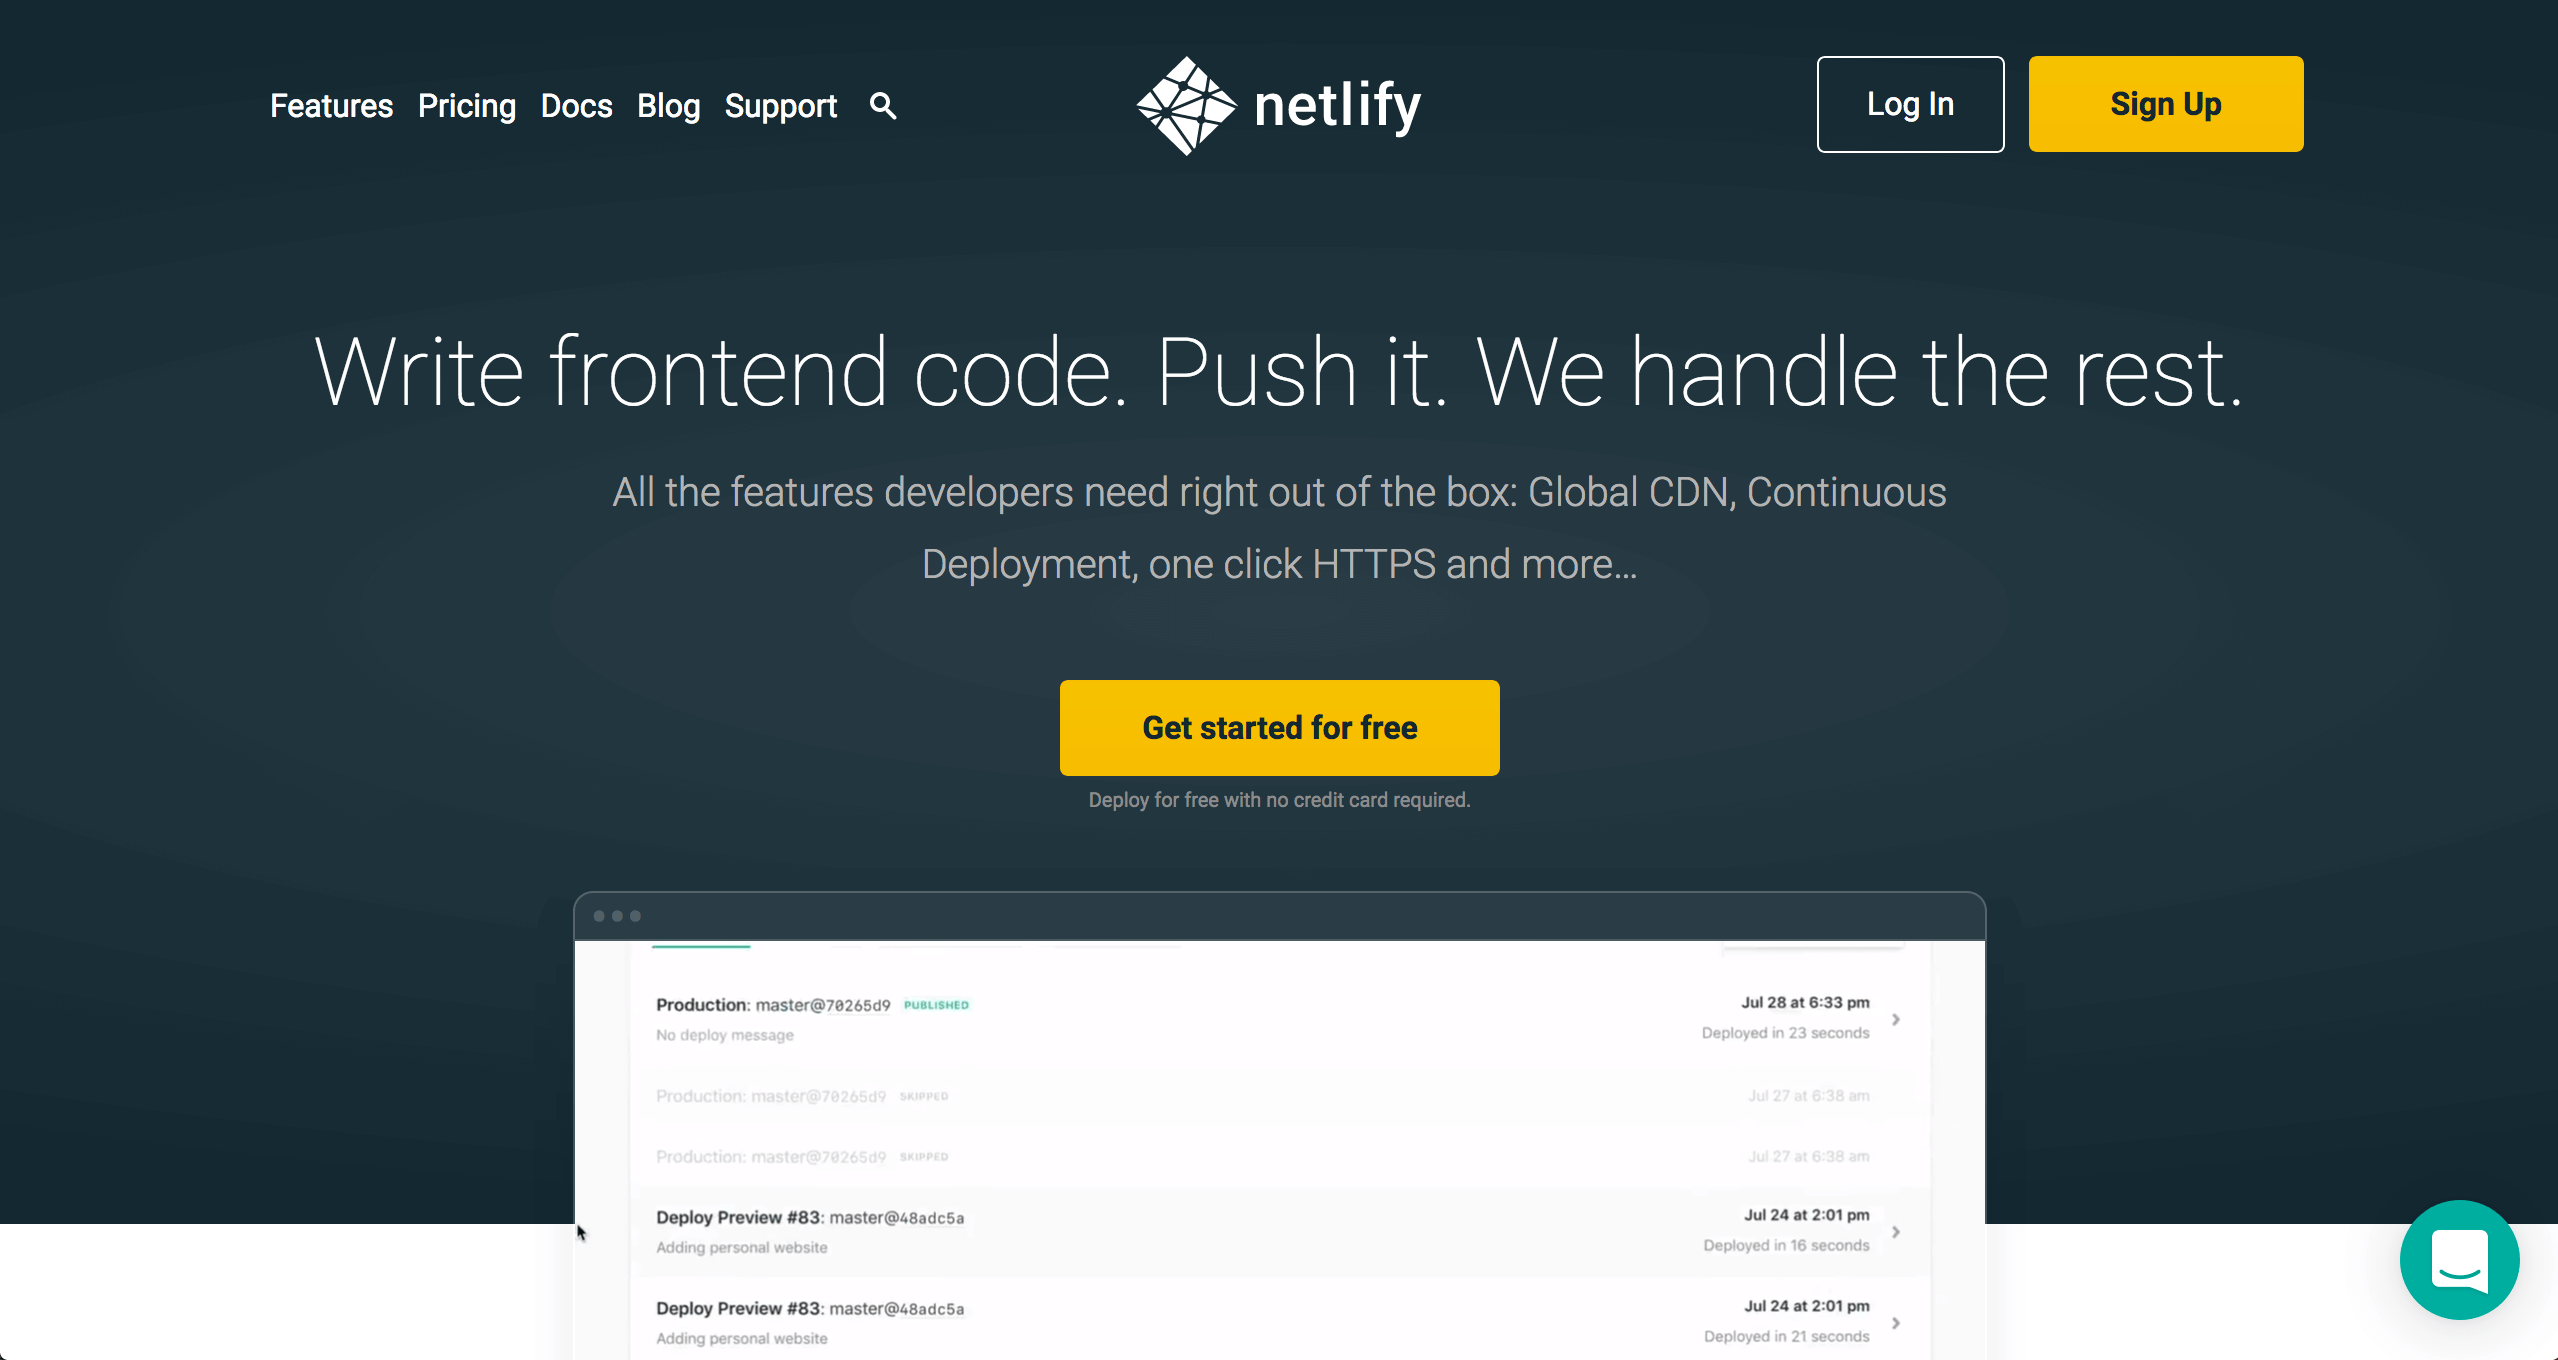 Features Pricing Docs Blog Support
netlify
Log In
Sign Up
Write frontend code. Push it. We handle the rest.
All the features developers need right out of the box: Global CDN, Continuous
Deployment, one click HTTPS and more...
Get started for free
Deploy for free with no credit card required.
Production: master@70265d9 PUBLISHED
Jul 28 at 6:33 pm
No deploy message
Deployed in 23 seconds
Production: master@70265d9 SKIPPED
Jul 27 at 6:38 am
Production: master@70265d9 SKIPPED
Jul 27 at 6:38 am
Deploy Preview #83: master@48adc5a
Jul 24 at 2:01 pm
Adding personal website
Deployed in 16 seconds
Deploy Preview #83: master@48adc5a
Jul 24 at 2:01 pm
Adding personal website
Deployed in 21 seconds